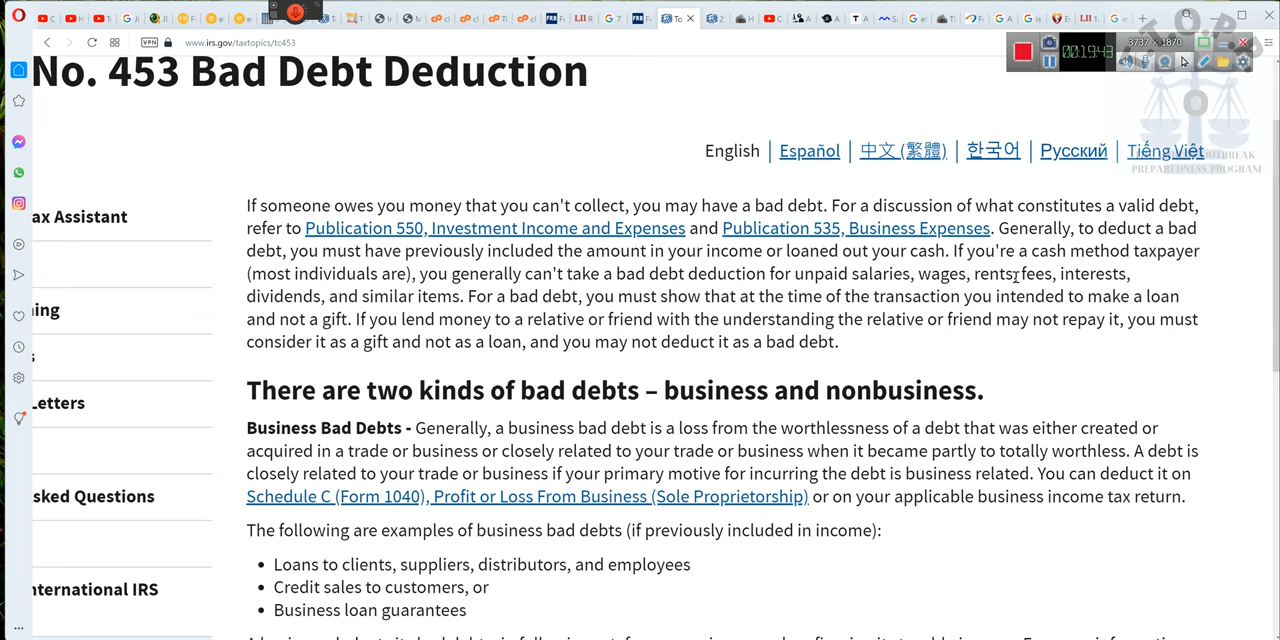 www.irs.gov/taxtopics/tc453
VPN
3737 × 1870
00:19:43
No. 453 Bad Debt Deduction
T.O.B.
PREPAREDNESS PROGRAM
English | Español | 中文 (繁體) | 한국어 | Русский | Tiếng Việt
ax Assistant
ing
s
Letters
sked Questions
nternational IRS
If someone owes you money that you can't collect, you may have a bad debt. For a discussion of what constitutes a valid debt,
refer to Publication 550, Investment Income and Expenses and Publication 535, Business Expenses. Generally, to deduct a bad
debt, you must have previously included the amount in your income or loaned out your cash. If you're a cash method taxpayer
(most individuals are), you generally can't take a bad debt deduction for unpaid salaries, wages, rents, fees, interests,
dividends, and similar items. For a bad debt, you must show that at the time of the transaction you intended to make a loan
and not a gift. If you lend money to a relative or friend with the understanding the relative or friend may not repay it, you must
consider it as a gift and not as a loan, and you may not deduct it as a bad debt.
There are two kinds of bad debts – business and nonbusiness.
Business Bad Debts - Generally, a business bad debt is a loss from the worthlessness of a debt that was either created or
acquired in a trade or business or closely related to your trade or business when it became partly to totally worthless. A debt is
closely related to your trade or business if your primary motive for incurring the debt is business related. You can deduct it on
Schedule C (Form 1040), Profit or Loss From Business (Sole Proprietorship) or on your applicable business income tax return.
The following are examples of business bad debts (if previously included in income):
• Loans to clients, suppliers, distributors, and employees
• Credit sales to customers, or
• Business loan guarantees